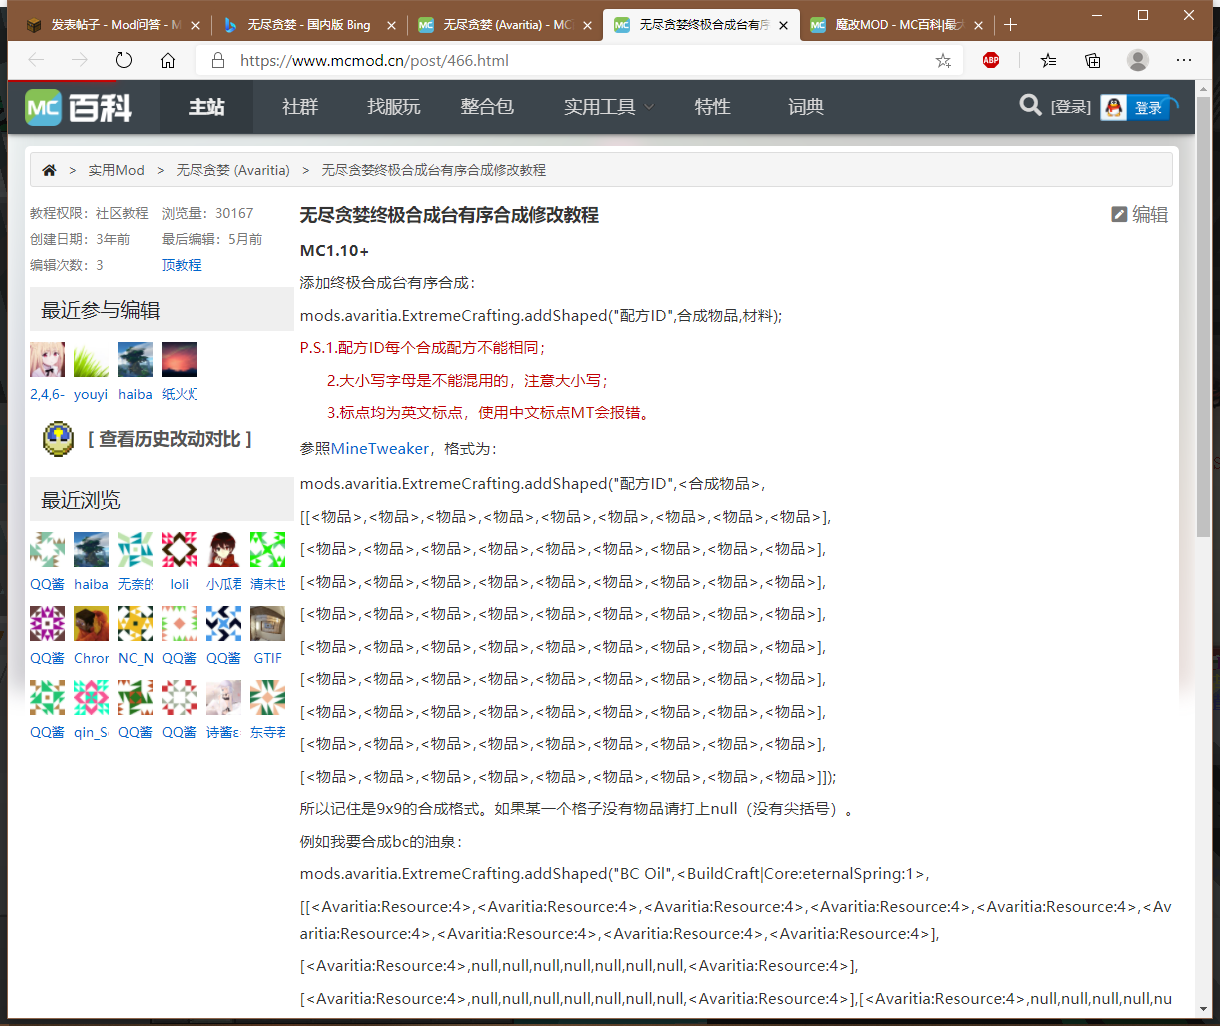 发表帖子 - Mod问答 - M
无尽贪婪 - 国内版 Bing
无尽贪婪 (Avaritia) - MC
无尽贪婪终极合成台有序
魔改MOD - MC百科|最
https://www.mcmod.cn/post/466.html
ABP
MC 百科
主站
社群
找服玩
整合包
实用工具
特性
词典
[登录]
登录
> 实用Mod > 无尽贪婪 (Avaritia) > 无尽贪婪终极合成台有序合成修改教程
教程权限：社区教程 浏览量：30167
创建日期：3年前 最后编辑：5月前
编辑次数：3 顶教程
最近参与编辑
2,4,6- youyi haiba 纸火灯
[ 查看历史改动对比 ]
最近浏览
QQ酱 haiba 无奈的 loli 小瓜君 清末世
QQ酱 Chror NC_N QQ酱 QQ酱 GTIF
QQ酱 qin_S QQ酱 QQ酱 诗酱ε 东寺君
无尽贪婪终极合成台有序合成修改教程
编辑
MC1.10+
添加终极合成台有序合成：
mods.avaritia.ExtremeCrafting.addShaped("配方ID",合成物品,材料);
P.S.1.配方ID每个合成配方不能相同；
2.大小写字母是不能混用的，注意大小写；
3.标点均为英文标点，使用中文标点MT会报错。
参照MineTweaker，格式为：
mods.avaritia.ExtremeCrafting.addShaped("配方ID",<合成物品>,
[[<物品>,<物品>,<物品>,<物品>,<物品>,<物品>,<物品>,<物品>,<物品>],
[<物品>,<物品>,<物品>,<物品>,<物品>,<物品>,<物品>,<物品>,<物品>],
[<物品>,<物品>,<物品>,<物品>,<物品>,<物品>,<物品>,<物品>,<物品>],
[<物品>,<物品>,<物品>,<物品>,<物品>,<物品>,<物品>,<物品>,<物品>],
[<物品>,<物品>,<物品>,<物品>,<物品>,<物品>,<物品>,<物品>,<物品>],
[<物品>,<物品>,<物品>,<物品>,<物品>,<物品>,<物品>,<物品>,<物品>],
[<物品>,<物品>,<物品>,<物品>,<物品>,<物品>,<物品>,<物品>,<物品>],
[<物品>,<物品>,<物品>,<物品>,<物品>,<物品>,<物品>,<物品>,<物品>],
[<物品>,<物品>,<物品>,<物品>,<物品>,<物品>,<物品>,<物品>,<物品>]]);
所以记住是9x9的合成格式。如果某一个格子没有物品请打上null（没有尖括号）。
例如我要合成bc的油泉：
mods.avaritia.ExtremeCrafting.addShaped("BC Oil",<BuildCraft|Core:eternalSpring:1>,
[[<Avaritia:Resource:4>,<Avaritia:Resource:4>,<Avaritia:Resource:4>,<Avaritia:Resource:4>,<Avaritia:Resource:4>,<Av
aritia:Resource:4>,<Avaritia:Resource:4>,<Avaritia:Resource:4>,<Avaritia:Resource:4>],
[<Avaritia:Resource:4>,null,null,null,null,null,null,null,<Avaritia:Resource:4>],
[<Avaritia:Resource:4>,null,null,null,null,null,null,null,<Avaritia:Resource:4>],[<Avaritia:Resource:4>,null,null,null,null,nu